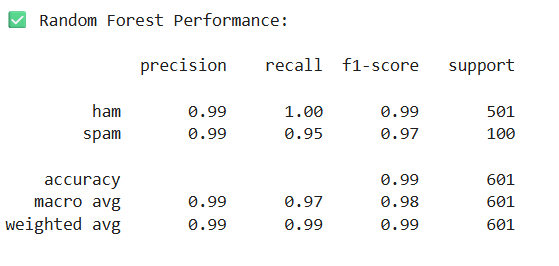 ✅ Random Forest Performance:
precision recall f1-score support
ham 0.99 1.00 0.99 501
spam 0.99 0.95 0.97 100
accuracy 0.99 601
macro avg 0.99 0.97 0.98 601
weighted avg 0.99 0.99 0.99 601